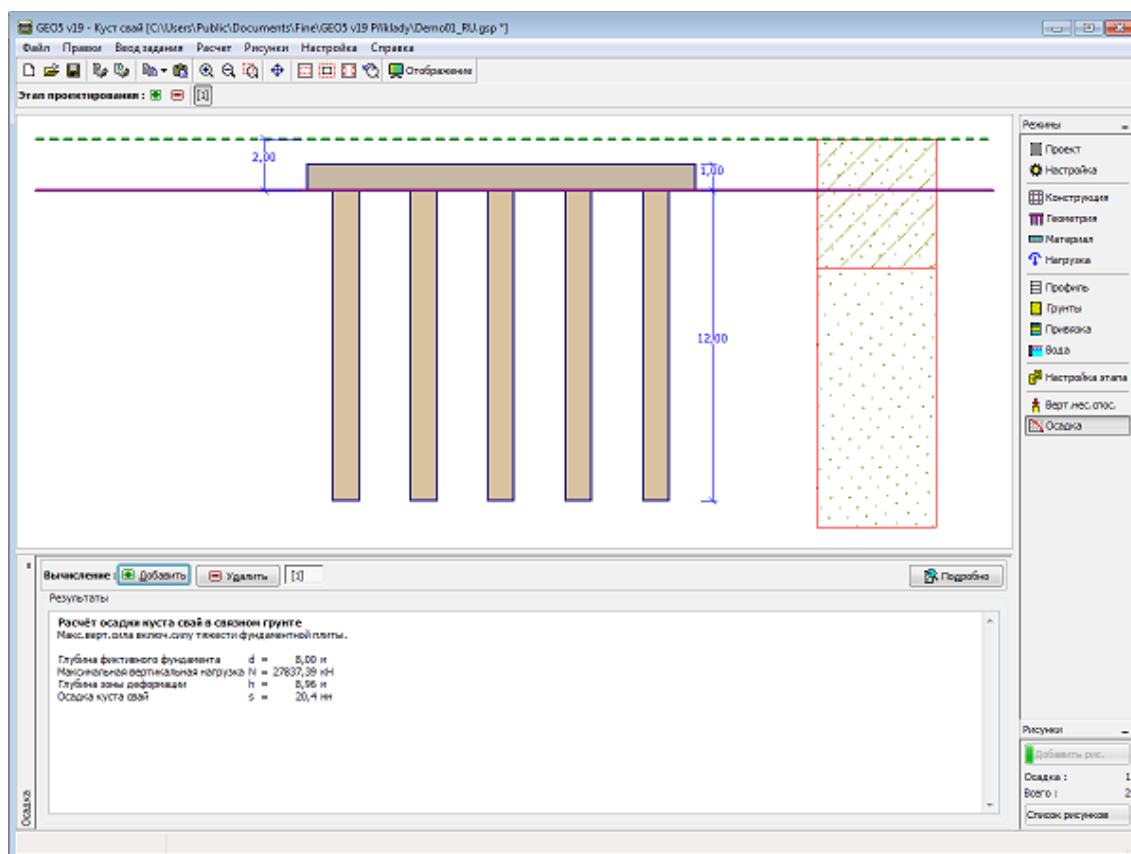 GEO5 v19 - Куст свай [C:\Users\Public\Documents\Fine\GEO5 v19 Příklady\Demo01_RU.gsp *]
Файл Правки Ввод задания Расчет Рисунки Настройка Справка
Отображение
Этап проектирования : [1]
2,00
1,00
12,00
Режимы
Проект
Настройка
Конструкция
Геометрия
Материал
Нагрузка
Профиль
Грунты
Привязка
Вода
Настройка этапа
Верт.нес.спос.
Осадка
Вычисление : Добавить Удалить [1] Подробно
Результаты
Расчёт осадки куста свай в связном грунте
Макс.верт.сила включ.силу тяжести фундаментной плиты.
Глубина фиктивного фундамента d = 8,00 м
Максимальная вертикальная нагрузка N = 27837,39 кН
Глубина зоны деформации h = 8,96 м
Осадка куста свай s = 20,4 мм
Осадка
Рисунки
Добавить рис.
Осадка : 1
Всего : 2
Список рисунков